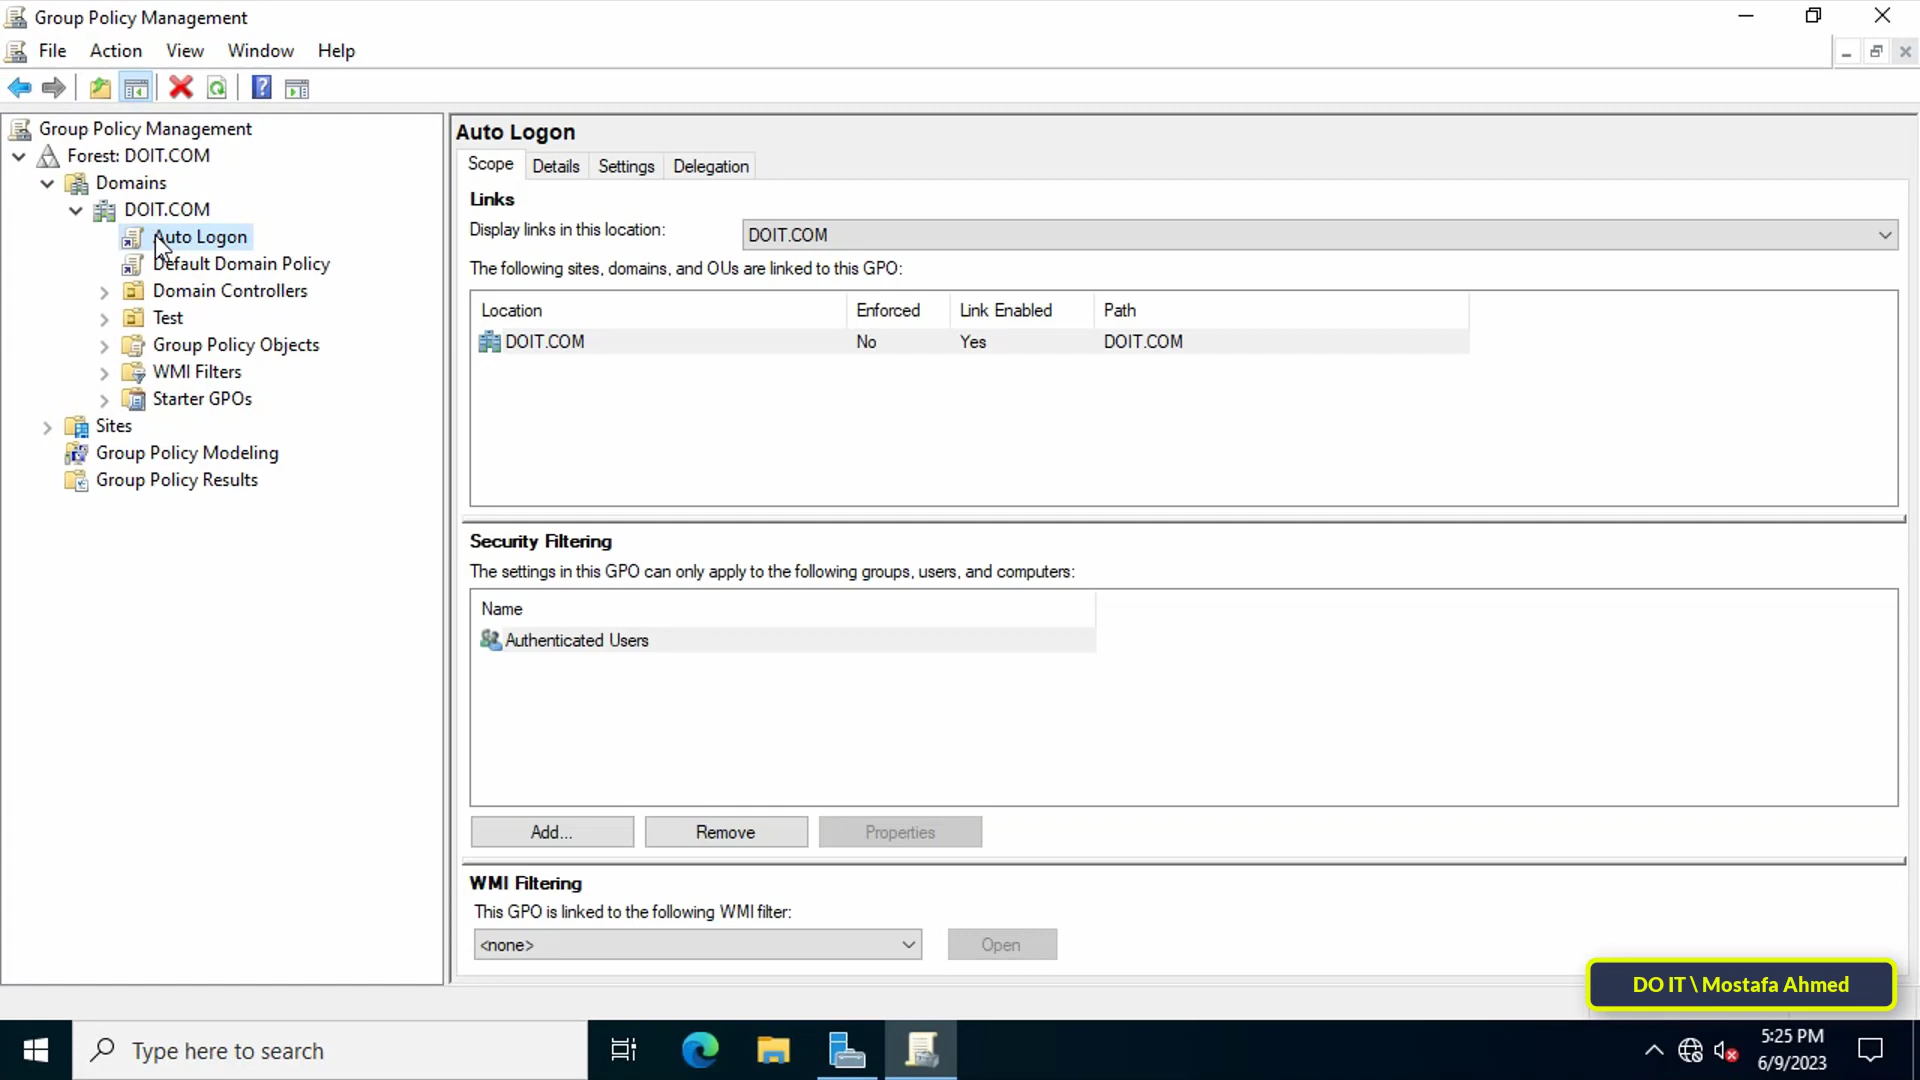 Group Policy Management
File Action View Window Help
Group Policy Management
Forest: DOIT.COM
Domains
DOIT.COM
Auto Logon
Default Domain Policy
Domain Controllers
Test
Group Policy Objects
WMI Filters
Starter GPOs
Sites
Group Policy Modeling
Group Policy Results
Auto Logon
Scope Details Settings Delegation
Links
Display links in this location: DOIT.COM
The following sites, domains, and OUs are linked to this GPO:
Location Enforced Link Enabled Path
DOIT.COM No Yes DOIT.COM
Security Filtering
The settings in this GPO can only apply to the following groups, users, and computers:
Name
Authenticated Users
Add... Remove Properties
WMI Filtering
This GPO is linked to the following WMI filter:
<none> Open
DO IT \ Mostafa Ahmed
Type here to search
5:25 PM
6/9/2023